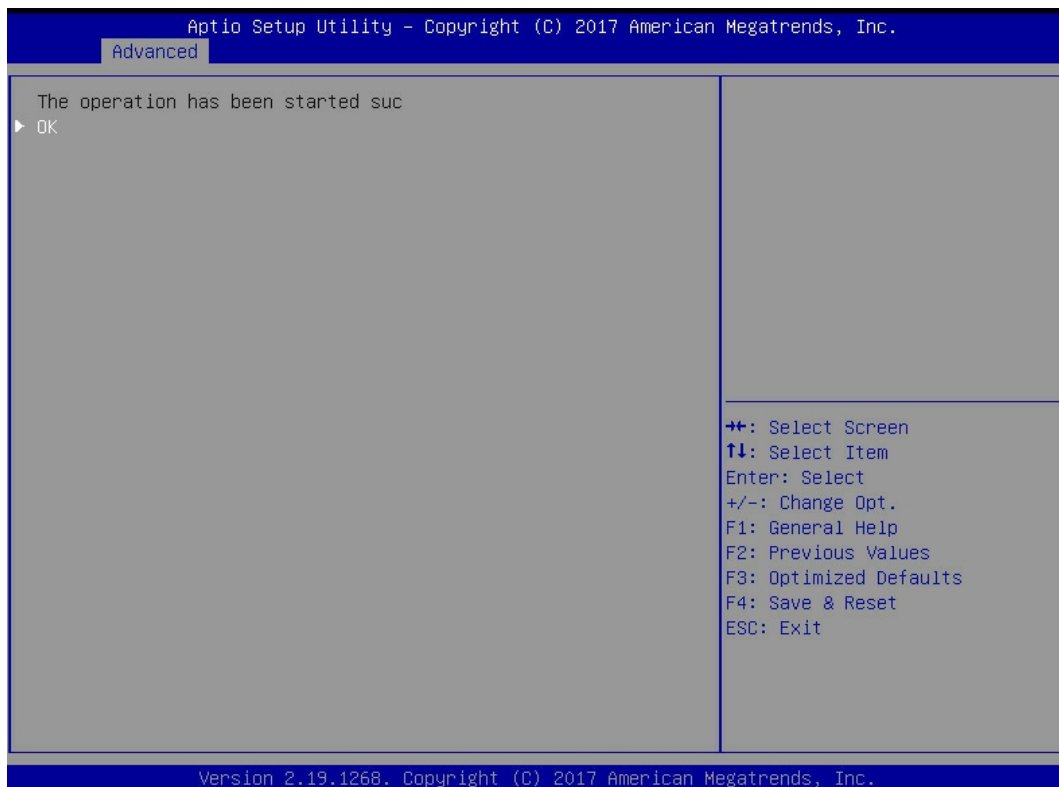 Aptio Setup Utility – Copyright (C) 2017 American Megatrends, Inc.
Advanced
The operation has been started suc
► OK
→←: Select Screen
↑↓: Select Item
Enter: Select
+/-: Change Opt.
F1: General Help
F2: Previous Values
F3: Optimized Defaults
F4: Save & Reset
ESC: Exit
Version 2.19.1268. Copyright (C) 2017 American Megatrends, Inc.